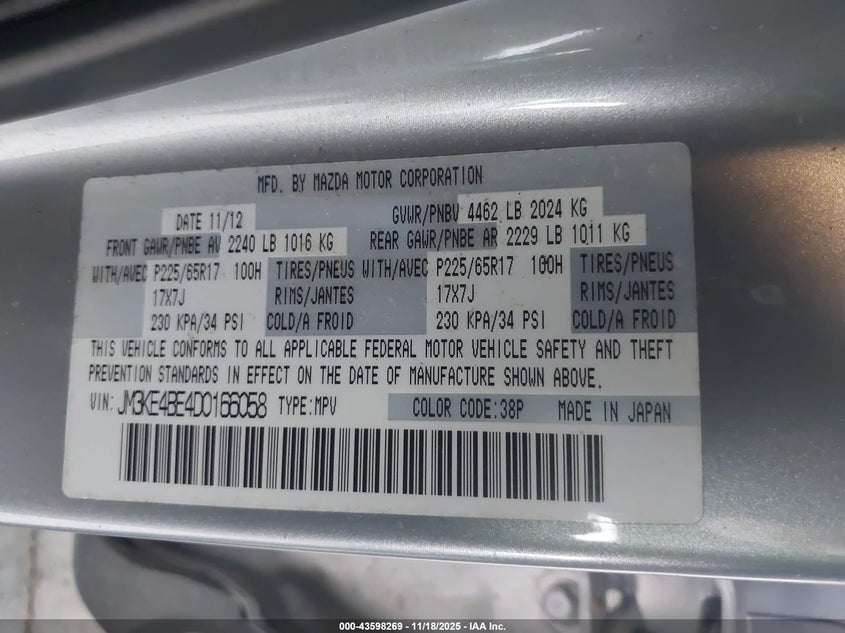 MFD. BY MAZDA MOTOR CORPORATION
DATE 11/12 GVWR/PNBV 4462 LB 2024 KG
FRONT GAWR/PNBE AV 2240 LB 1016 KG REAR GAWR/PNBE AR 2229 LB 1011 KG
WITH/AVEC P225/65R17 100H TIRES/PNEUS WITH/AVEC P225/65R17 100H TIRES/PNEUS
17X7J RIMS/JANTES 17X7J RIMS/JANTES
230 KPA/34 PSI COLD/A FROID 230 KPA/34 PSI COLD/A FROID
THIS VEHICLE CONFORMS TO ALL APPLICABLE FEDERAL MOTOR VEHICLE SAFETY AND THEFT
PREVENTION STANDARDS IN EFFECT ON THE DATE OF MANUFACTURE SHOWN ABOVE.
VIN: JM3KE4BE4D0166058 TYPE:MPV COLOR CODE:38P MADE IN JAPAN
000-43598269 - 11/18/2025 - IAA Inc.